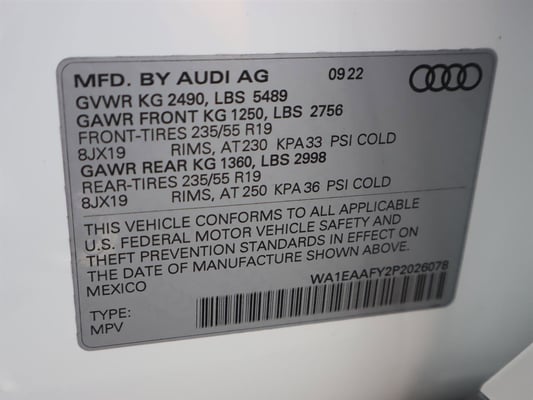 MFD. BY AUDI AG 09 22
GVWR KG 2490, LBS 5489
GAWR FRONT KG 1250, LBS 2756
FRONT-TIRES 235/55 R19
8JX19 RIMS, AT 230 KPA 33 PSI COLD
GAWR REAR KG 1360, LBS 2998
REAR-TIRES 235/55 R19
8JX19 RIMS, AT 250 KPA 36 PSI COLD
THIS VEHICLE CONFORMS TO ALL APPLICABLE
U.S. FEDERAL MOTOR VEHICLE SAFETY AND
THEFT PREVENTION STANDARDS IN EFFECT ON
THE DATE OF MANUFACTURE SHOWN ABOVE.
MEXICO
WA1EAAFY2P2026078
TYPE:
MPV